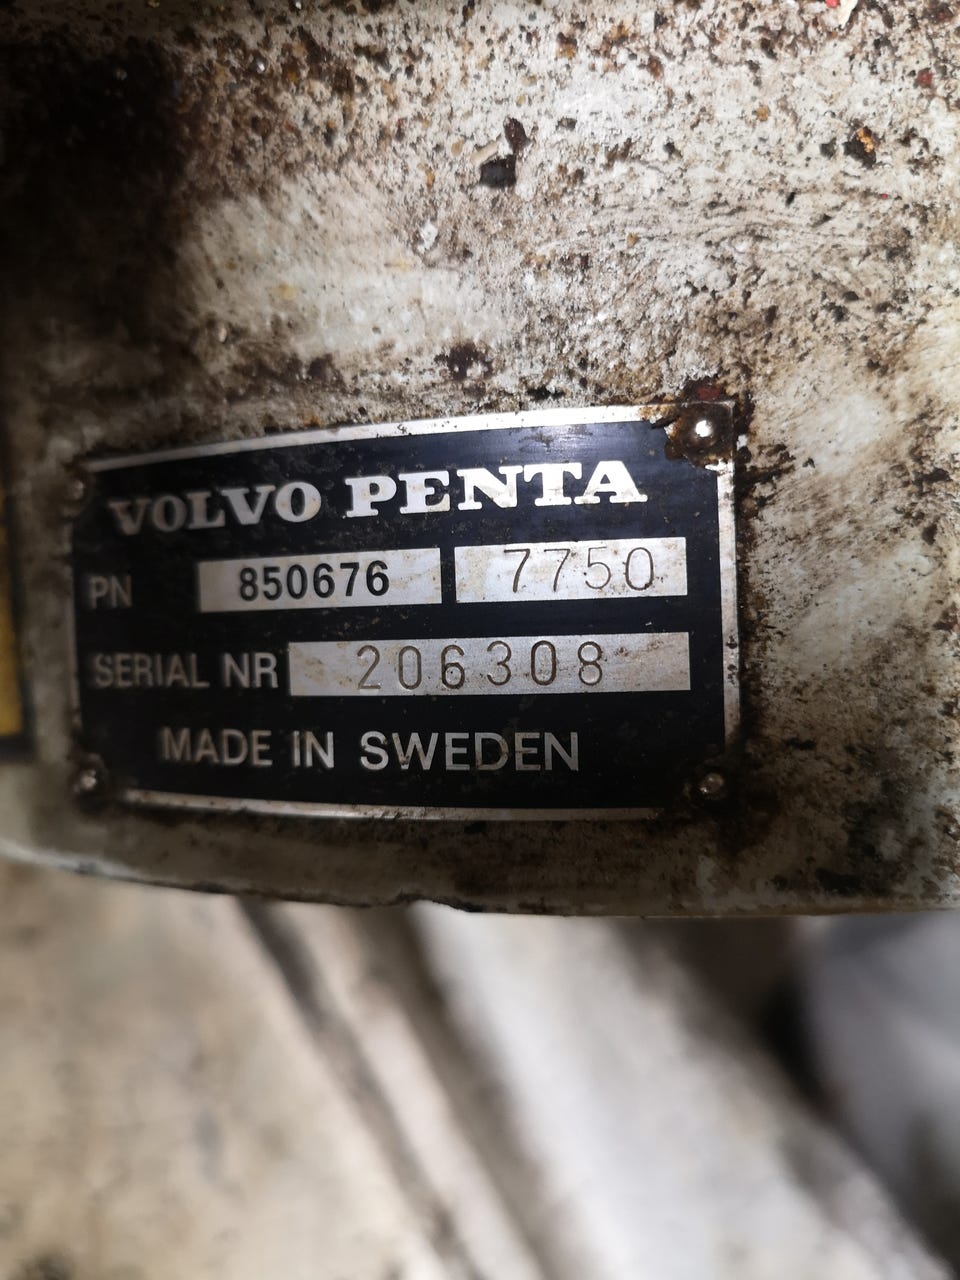 VOLVO PENTA
PN 850676 7750
SERIAL NR 206308
MADE IN SWEDEN